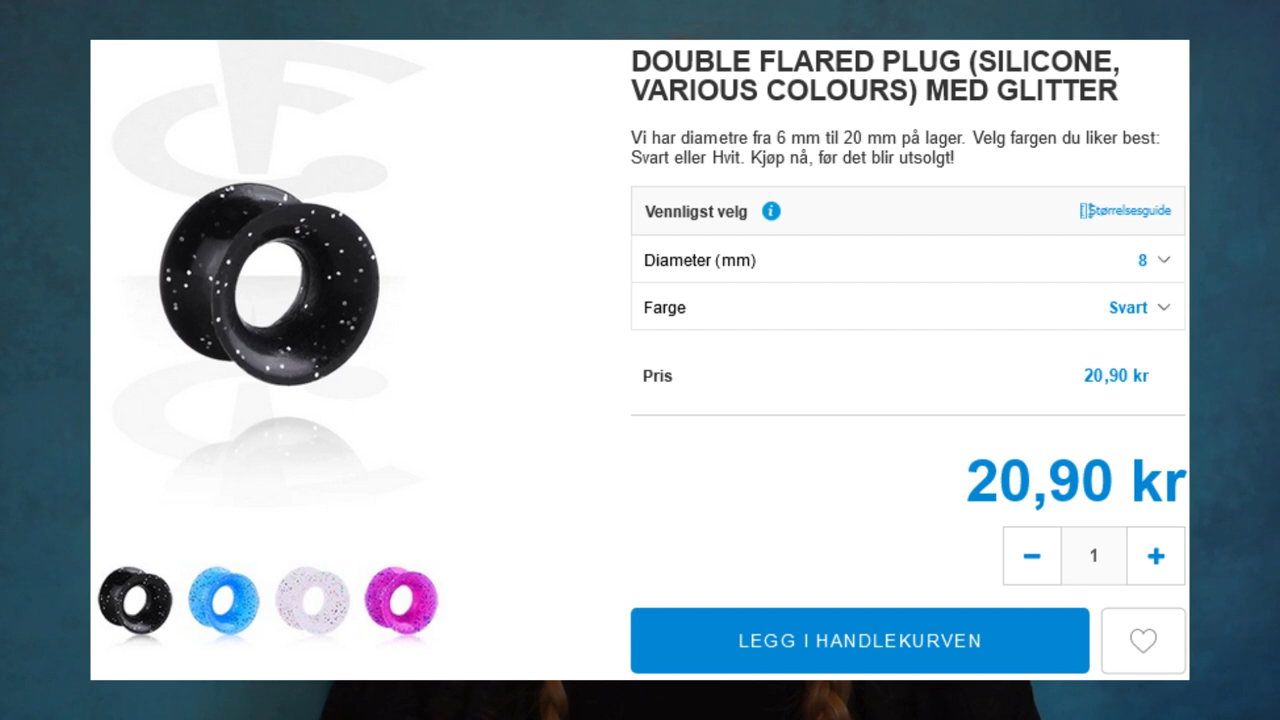 DOUBLE FLARED PLUG (SILICONE,
VARIOUS COLOURS) MED GLITTER
Vi har diametre fra 6 mm til 20 mm på lager. Velg fargen du liker best:
Svart eller Hvit. Kjøp nå, før det blir utsolgt!
Vennligst velg
Størrelsesguide
Diameter (mm) 8
Farge Svart
Pris 20,90 kr
20,90 kr
1
LEGG I HANDLEKURVEN